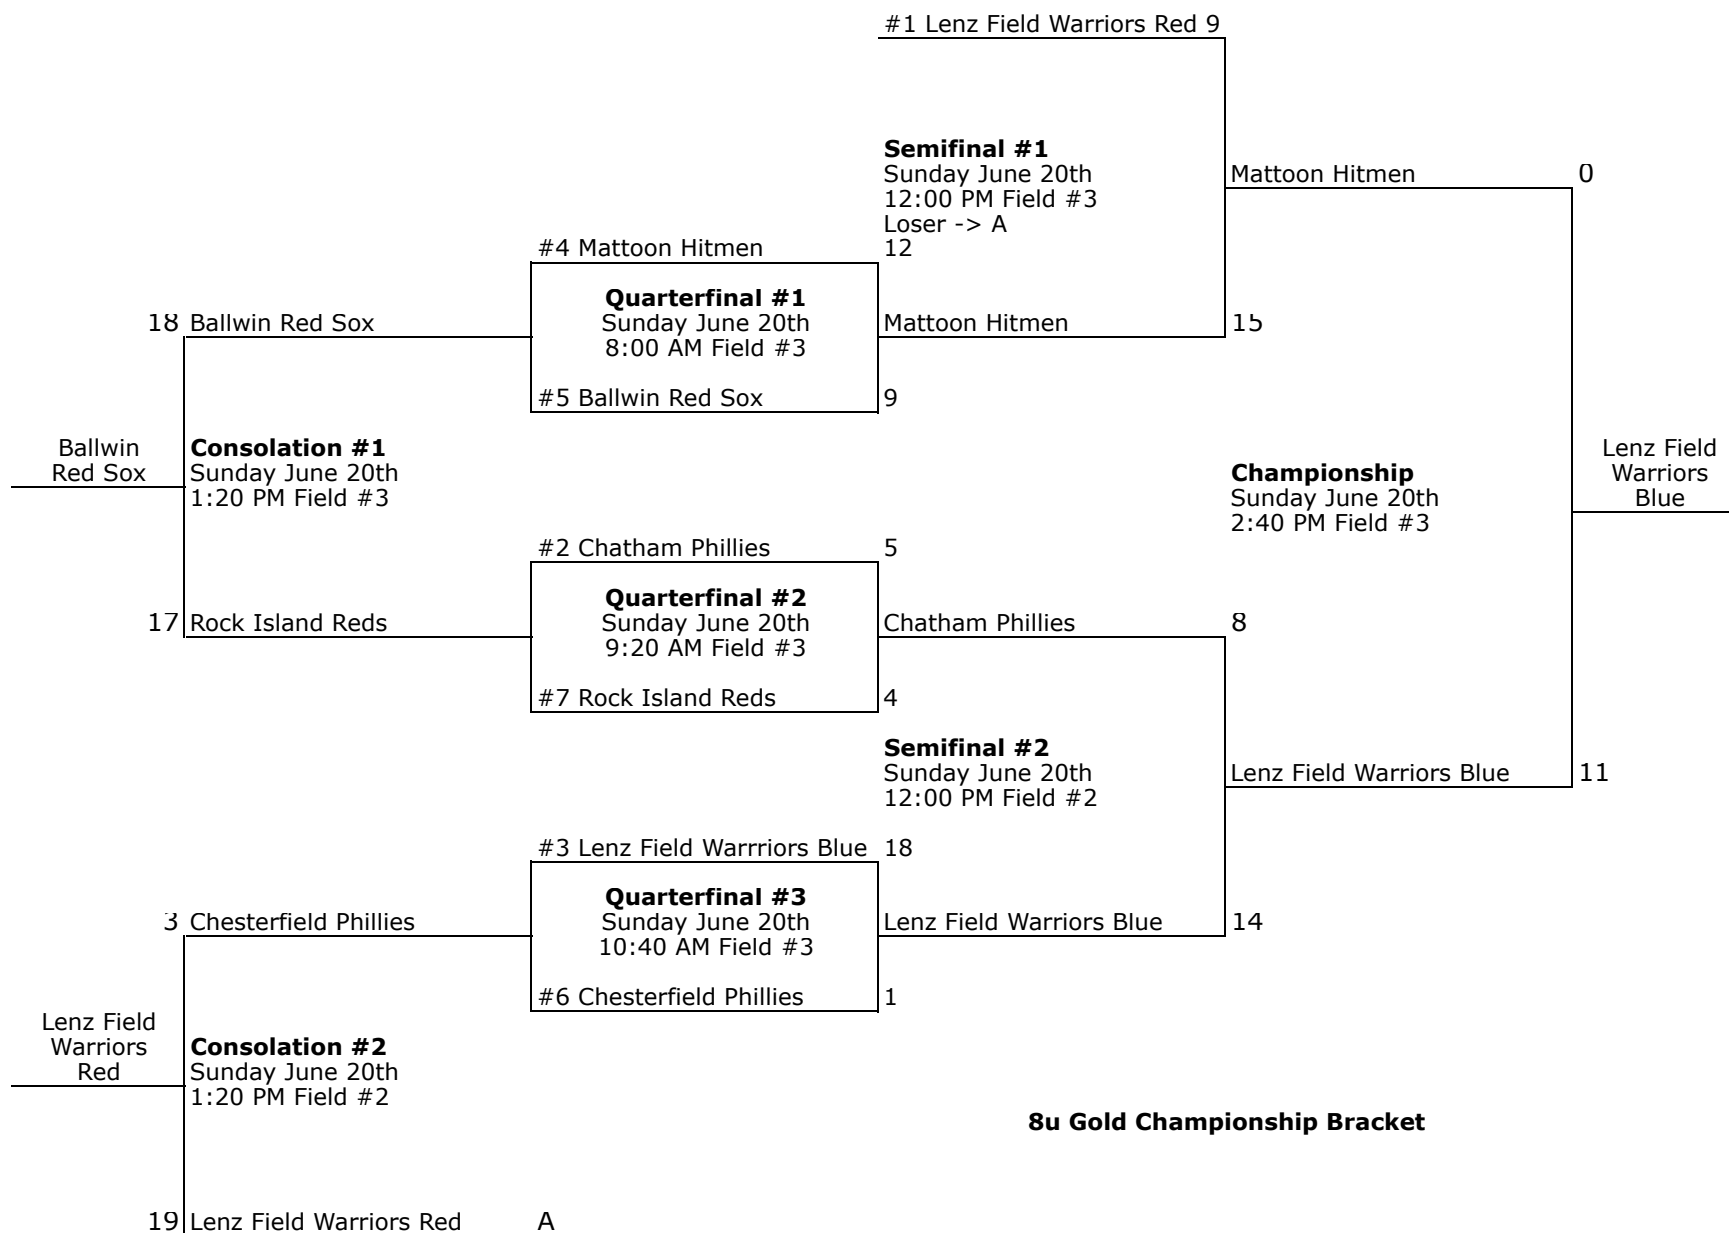 #1 Lenz Field Warriors Red 9
Semifinal #1
Sunday June 20th
12:00 PM Field #3
Loser -> A
Mattoon Hitmen 0
#4 Mattoon Hitmen 12
Quarterfinal #1
Sunday June 20th
8:00 AM Field #3
18 Ballwin Red Sox
Mattoon Hitmen 15
#5 Ballwin Red Sox 9
Ballwin
Red Sox
Consolation #1
Sunday June 20th
1:20 PM Field #3
Championship
Sunday June 20th
2:40 PM Field #3
Lenz Field
Warriors
Blue
#2 Chatham Phillies 5
Quarterfinal #2
Sunday June 20th
9:20 AM Field #3
17 Rock Island Reds
Chatham Phillies 8
#7 Rock Island Reds 4
Semifinal #2
Sunday June 20th
12:00 PM Field #2
Lenz Field Warriors Blue 11
#3 Lenz Field Warrriors Blue 18
Quarterfinal #3
Sunday June 20th
10:40 AM Field #3
3 Chesterfield Phillies
Lenz Field Warriors Blue 14
#6 Chesterfield Phillies 1
Lenz Field
Warriors
Red
Consolation #2
Sunday June 20th
1:20 PM Field #2
8u Gold Championship Bracket
19 Lenz Field Warriors Red A